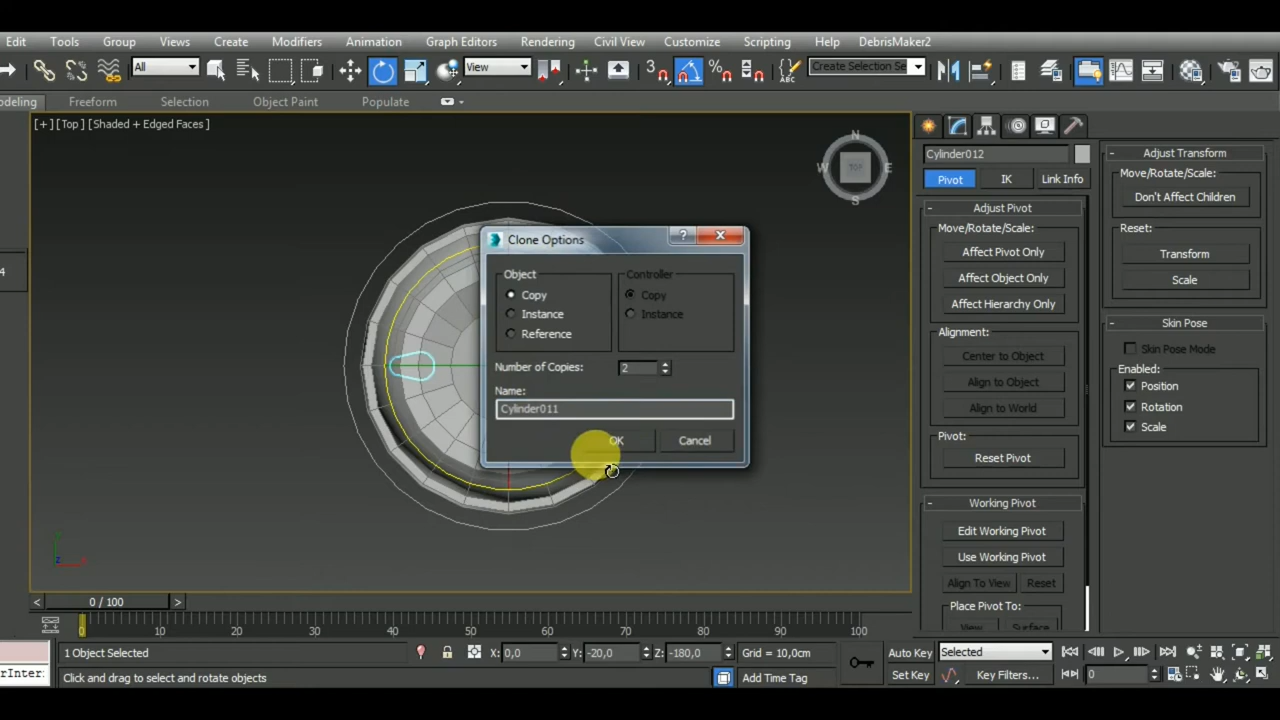 Edit Tools Group Views Create Modifiers Animation Graph Editors Rendering Civil View Customize Scripting Help DebrisMaker2
All View 3 % ABC Create Selection Se
odeling Freeform Selection Object Paint Populate
[+] [Top] [Shaded + Edged Faces]
N
W TOP E
S
Cylinder012
Pivot IK Link Info
- Adjust Pivot
Move/Rotate/Scale:
Affect Pivot Only
Affect Object Only
Affect Hierarchy Only
Alignment:
Center to Object
Align to Object
Align to World
Pivot:
Reset Pivot
- Working Pivot
Edit Working Pivot
Use Working Pivot
Align To View Reset
Place Pivot To:
View Surface
- Adjust Transform
Move/Rotate/Scale:
Don't Affect Children
Reset:
Transform
Scale
- Skin Pose
Skin Pose Mode
Enabled:
Position
Rotation
Scale
4
Clone Options ?
Object Controller
Copy Copy
Instance Instance
Reference
Number of Copies: 2
Name:
Cylinder011
OK Cancel
z x
< 0 / 100 >
0 10 20 30 40 50 60 70 80 90 100
1 Object Selected X: 0,0 Y: -20,0 Z: -180,0 Grid = 10,0cm Auto Key Selected
rInter: Click and drag to select and rotate objects Add Time Tag Set Key Key Filters... 0